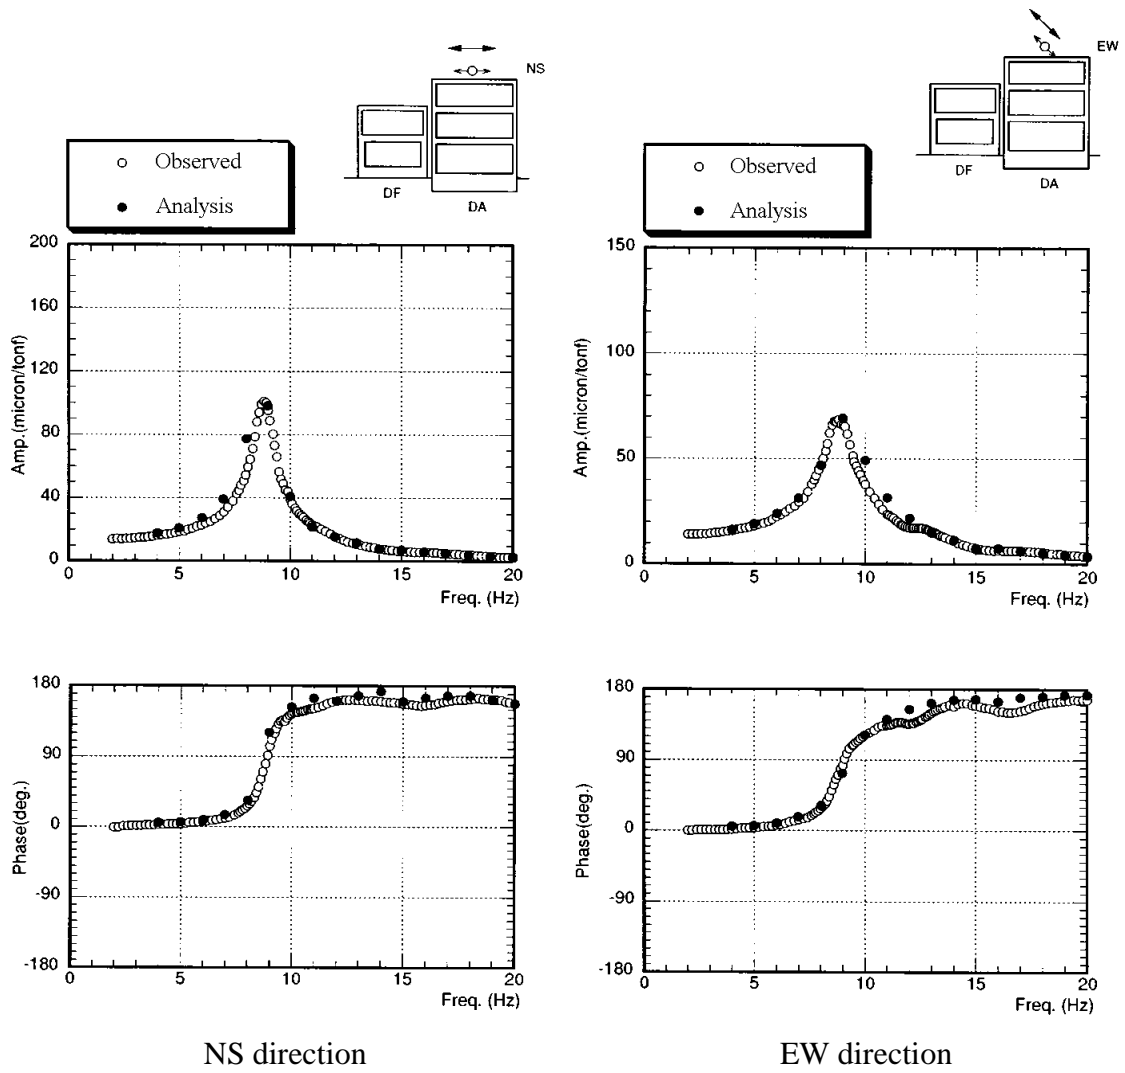 NS
DF
DA
Observed
Analysis
200
160
120
80
40
0
Amp.(micron/tonf)
0 5 10 15 20
Freq. (Hz)
EW
DF
DA
Observed
Analysis
150
100
50
0
Amp.(micron/tonf)
0 5 10 15 20
Freq. (Hz)
180
90
0
-90
-180
Phase(deg.)
0 5 10 15 20
Freq. (Hz)
180
90
0
-90
-180
Phase(deg.)
0 5 10 15 20
Freq. (Hz)
NS direction
EW direction